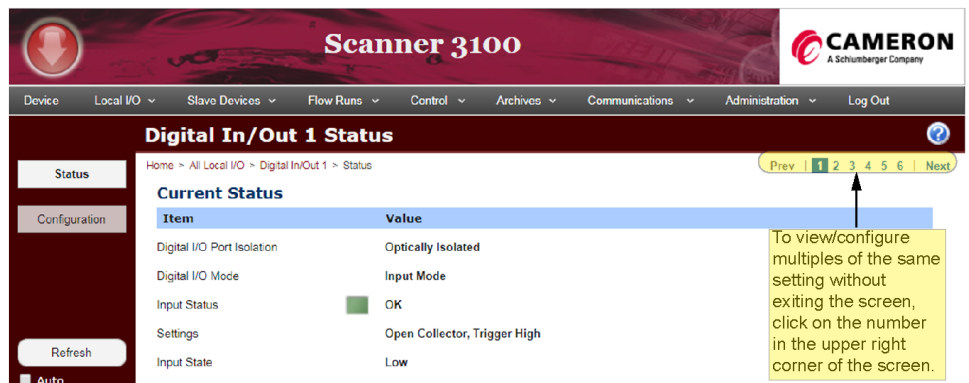 Scanner 3100
CAMERON
A Schlumberger Company
Device Local I/O Slave Devices Flow Runs Control Archives Communications Administration Log Out
Digital In/Out 1 Status
Home > All Local I/O > Digital In/Out 1 > Status
Prev | 1 2 3 4 5 6 | Next
Status
Configuration
Refresh
Auto
Current Status
Item Value
Digital I/O Port Isolation Optically Isolated
Digital I/O Mode Input Mode
Input Status OK
Settings Open Collector, Trigger High
Input State Low
To view/configure
multiples of the same
setting without
exiting the screen,
click on the number
in the upper right
corner of the screen.